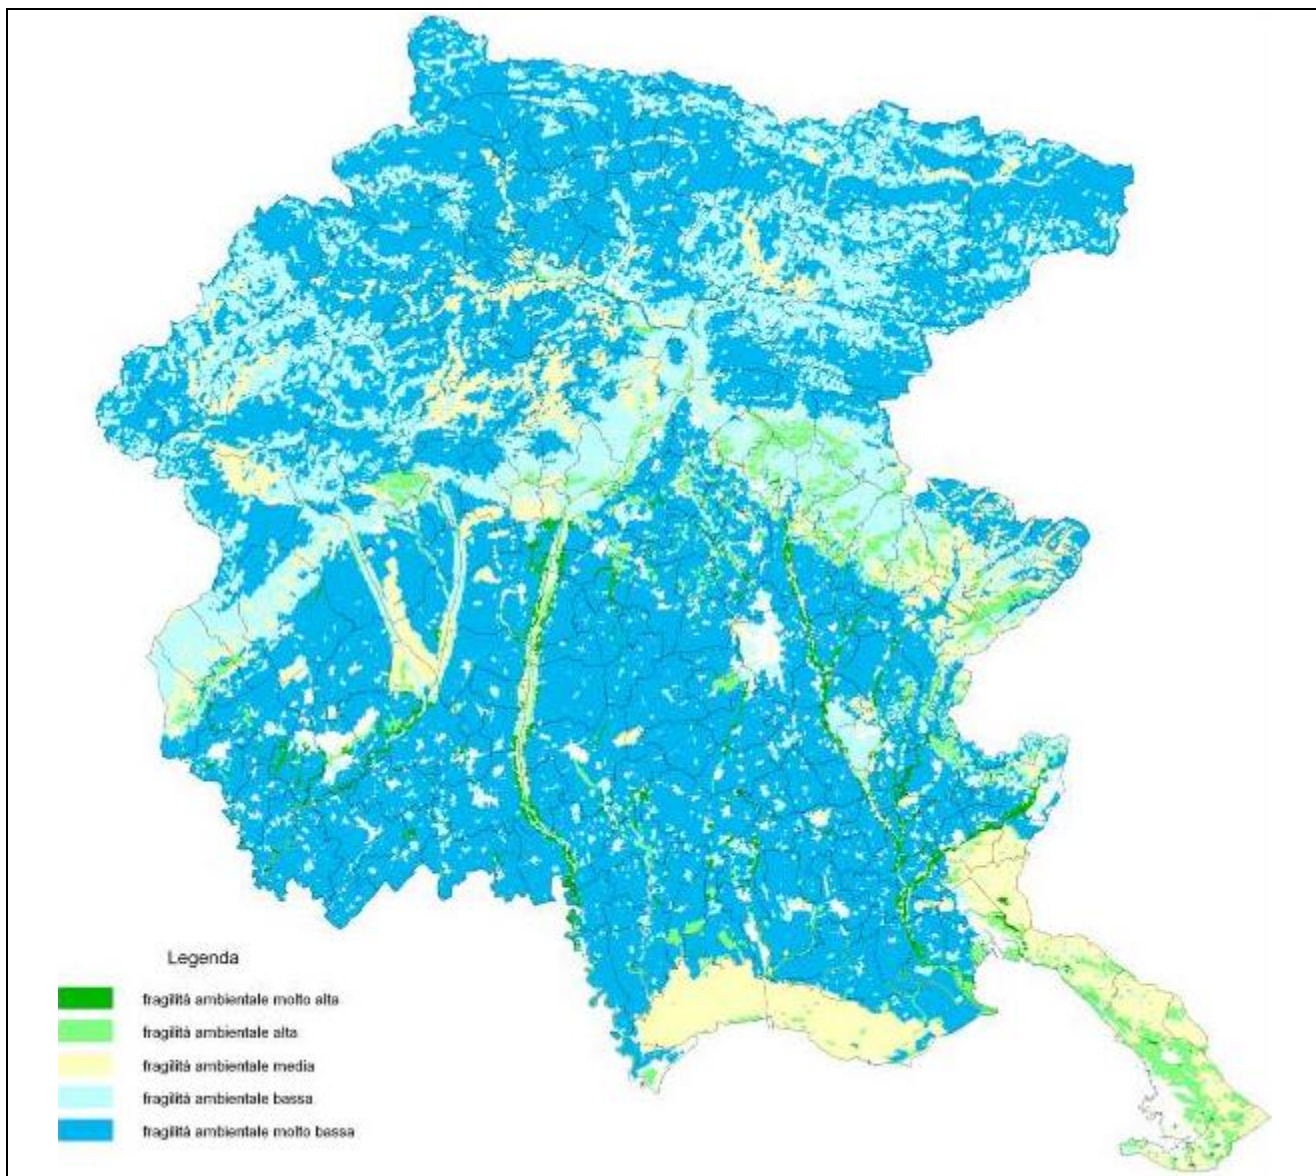 Legenda
fragilità ambientale molto alta
fragilità ambientale alta
fragilità ambientale media
fragilità ambientale bassa
fragilità ambientale molto bassa